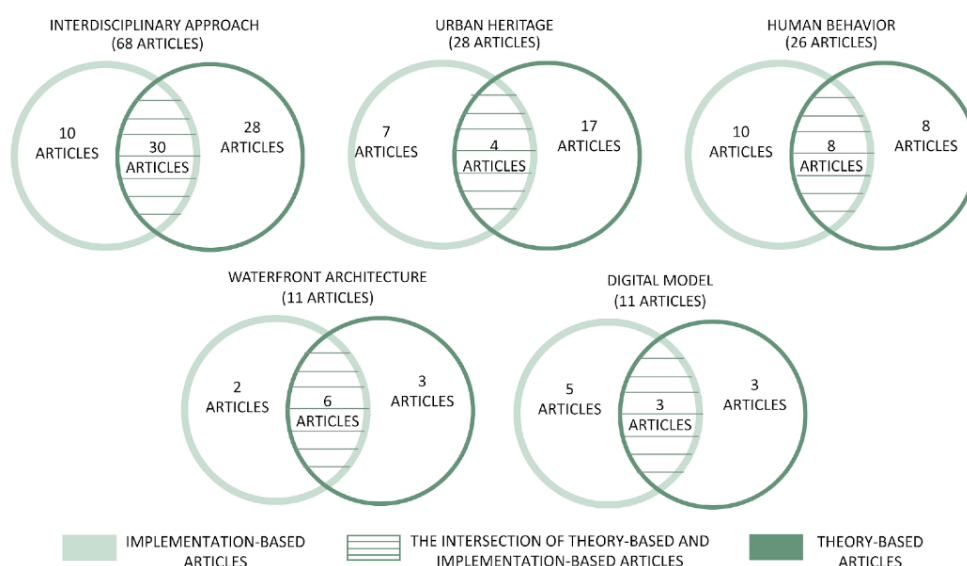 INTERDISCIPLINARY APPROACH
(68 ARTICLES)
URBAN HERITAGE
(28 ARTICLES)
HUMAN BEHAVIOR
(26 ARTICLES)
10
ARTICLES
30
ARTICLES
28
ARTICLES
7
ARTICLES
4
ARTICLES
17
ARTICLES
10
ARTICLES
8
ARTICLES
8
ARTICLES
WATERFRONT ARCHITECTURE
(11 ARTICLES)
DIGITAL MODEL
(11 ARTICLES)
2
ARTICLES
6
ARTICLES
3
ARTICLES
5
ARTICLES
3
ARTICLES
3
ARTICLES
IMPLEMENTATION-BASED
ARTICLES
THE INTERSECTION OF THEORY-BASED AND
IMPLEMENTATION-BASED ARTICLES
THEORY-BASED
ARTICLES